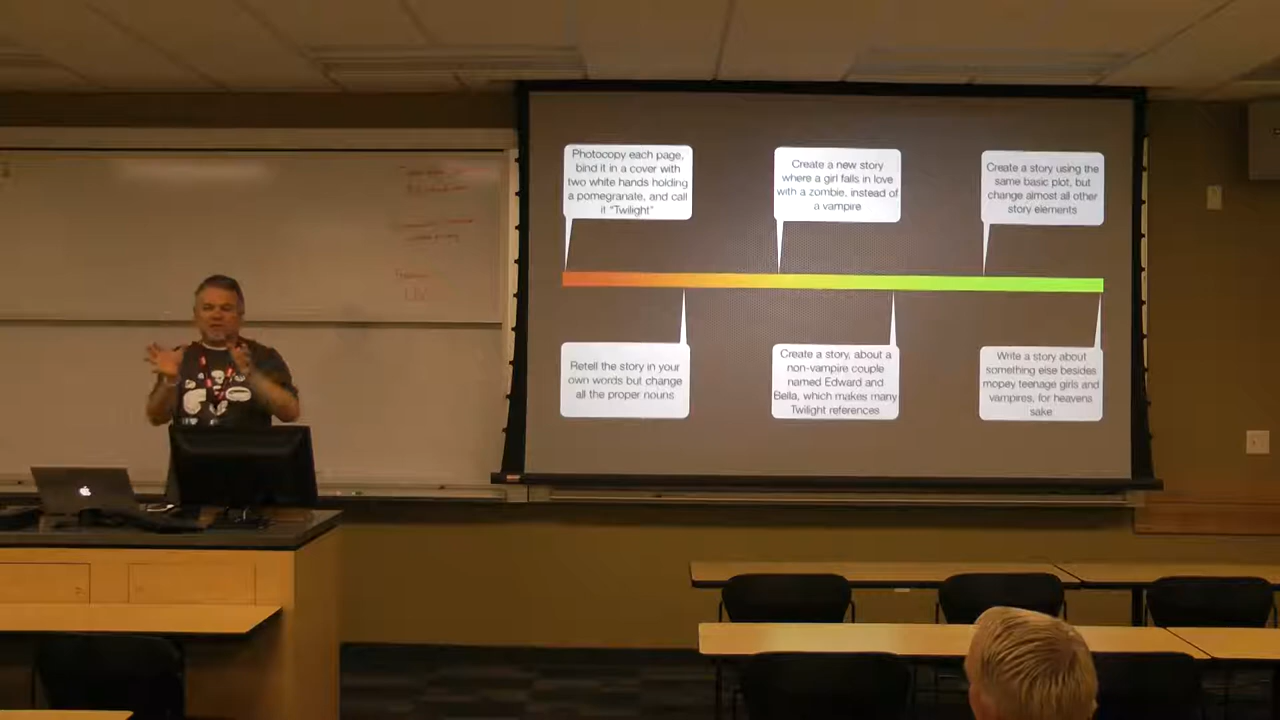 Photocopy each page,
bind it in a cover with
two white hands holding
a pomegranate, and call
it "Twilight"
Create a new story
where a girl falls in love
with a zombie, instead of
a vampire
Create a story using the
same basic plot, but
change almost all other
story elements
Retell the story in your
own words but change
all the proper nouns
Create a story, about a
non-vampire couple
named Edward and
Bella, which makes many
Twilight references
Write a story about
something else besides
mopey teenage girls and
vampires, for heavens
sake